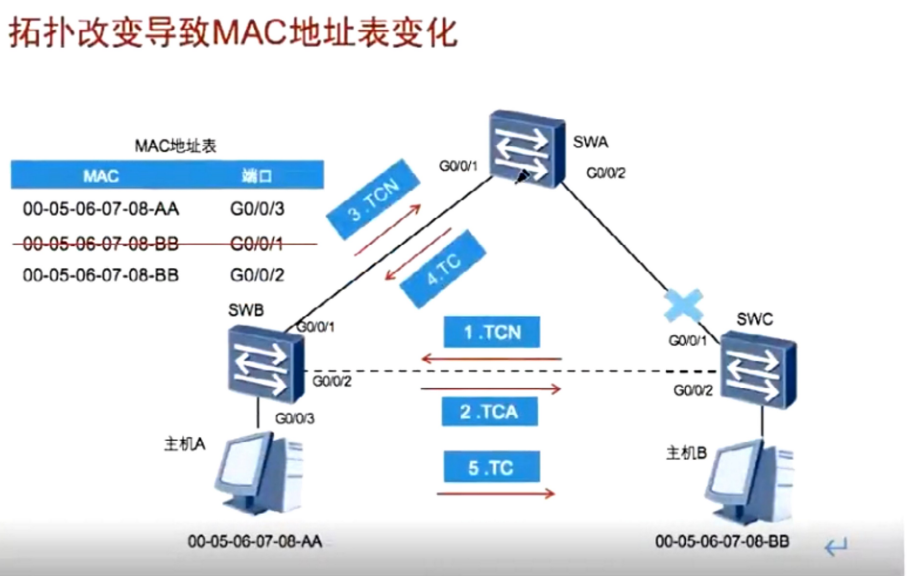 拓扑改变导致MAC地址表变化
MAC地址表
MAC 端口
00-05-06-07-08-AA G0/0/3
00-05-06-07-08-BB G0/0/1
00-05-06-07-08-BB G0/0/2
SWA
G0/0/1
G0/0/2
3 .TCN
4.TC
SWB
G0/0/1
G0/0/2
G0/0/3
1 .TCN
2 .TCA
5 .TC
SWC
G0/0/1
G0/0/2
主机A
主机B
00-05-06-07-08-AA
00-05-06-07-08-BB